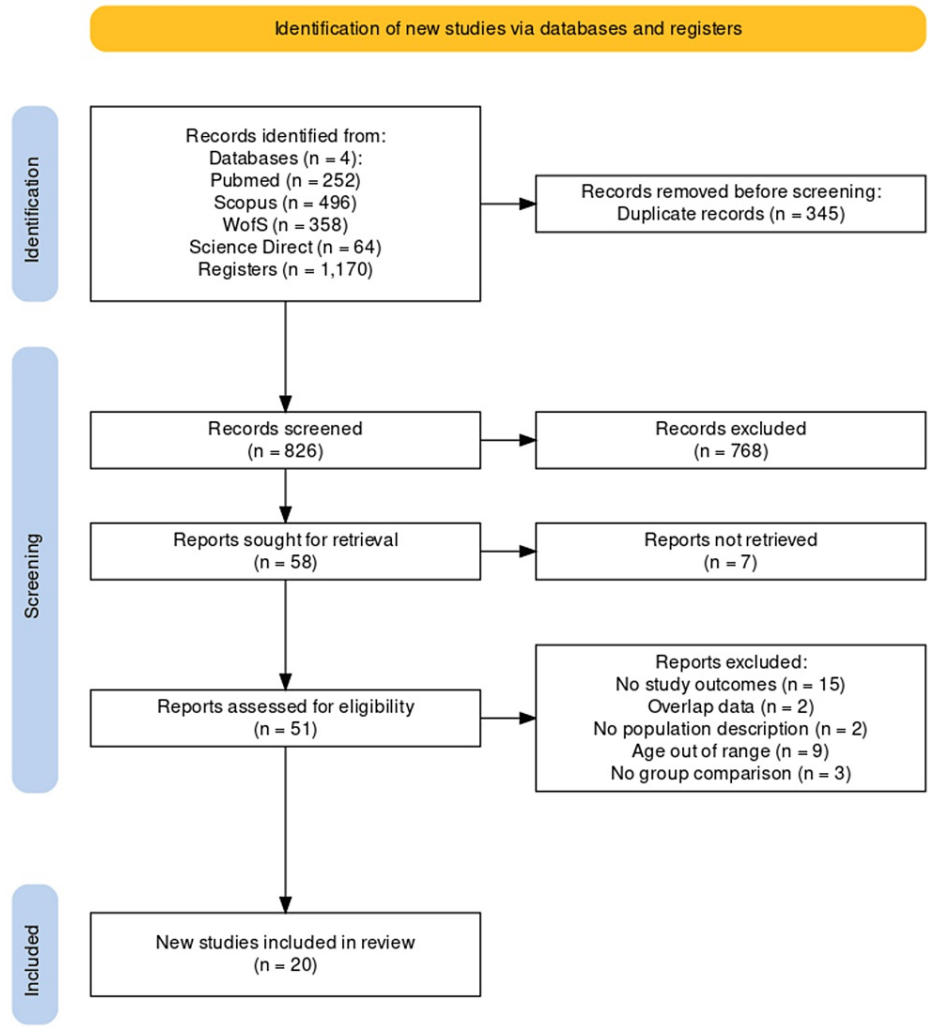 Identification of new studies via databases and registers
Identification
Records identified from:
Databases (n = 4):
Pubmed (n = 252)
Scopus (n = 496)
WofS (n = 358)
Science Direct (n = 64)
Registers (n = 1,170)
Records removed before screening:
Duplicate records (n = 345)
Screening
Records screened
(n = 826)
Records excluded
(n = 768)
Reports sought for retrieval
(n = 58)
Reports not retrieved
(n = 7)
Reports assessed for eligibility
(n = 51)
Reports excluded:
No study outcomes (n = 15)
Overlap data (n = 2)
No population description (n = 2)
Age out of range (n = 9)
No group comparison (n = 3)
Included
New studies included in review
(n = 20)